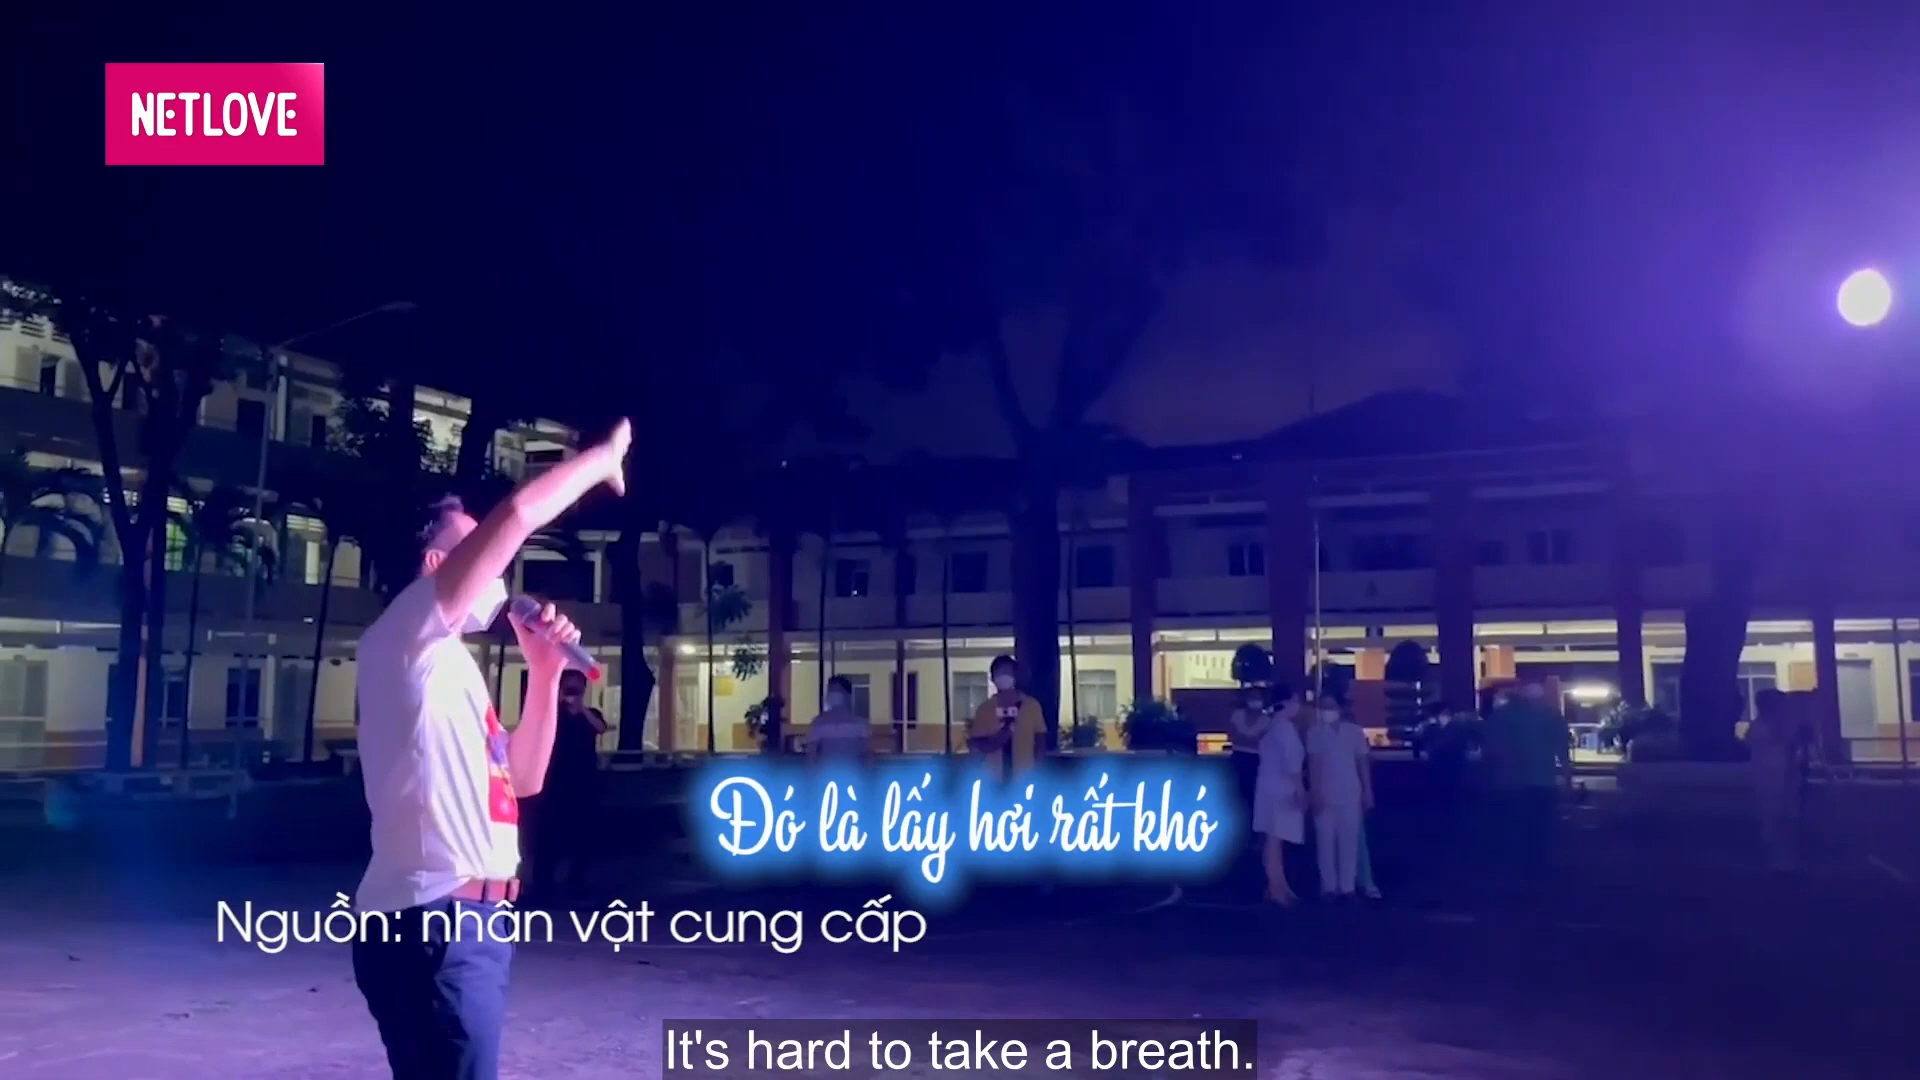 NETLOVE
Đó là lấy hơi rất khó
Nguồn: nhân vật cung cấp
It's hard to take a breath.